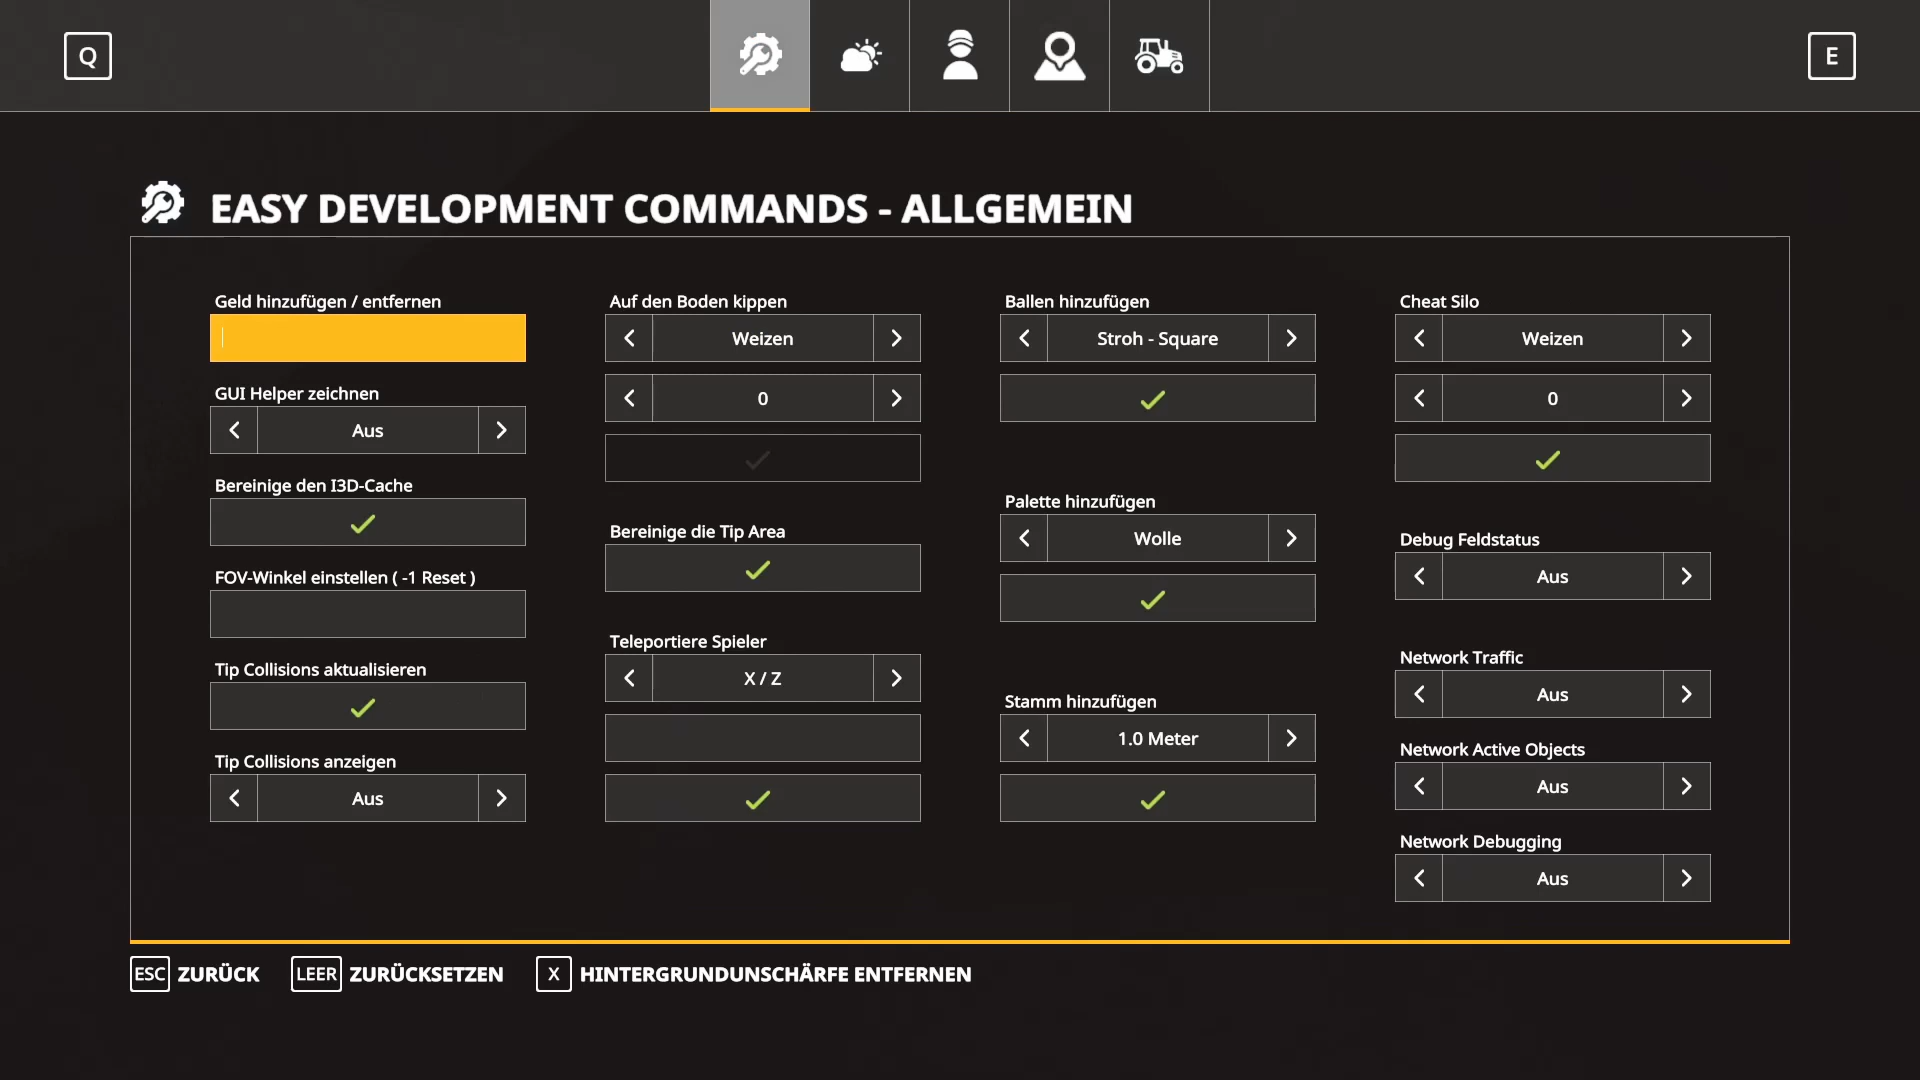 Q
E
EASY DEVELOPMENT COMMANDS - ALLGEMEIN
Geld hinzufügen / entfernen
GUI Helper zeichnen
Aus
Bereinige den I3D-Cache
FOV-Winkel einstellen ( -1 Reset )
Tip Collisions aktualisieren
Tip Collisions anzeigen
Aus
Auf den Boden kippen
Weizen
0
Bereinige die Tip Area
Teleportiere Spieler
X / Z
Ballen hinzufügen
Stroh - Square
Palette hinzufügen
Wolle
Stamm hinzufügen
1.0 Meter
Cheat Silo
Weizen
0
Debug Feldstatus
Aus
Network Traffic
Aus
Network Active Objects
Aus
Network Debugging
Aus
ESC ZURÜCK LEER ZURÜCKSETZEN X HINTERGRUNDUNSCHÄRFE ENTFERNEN